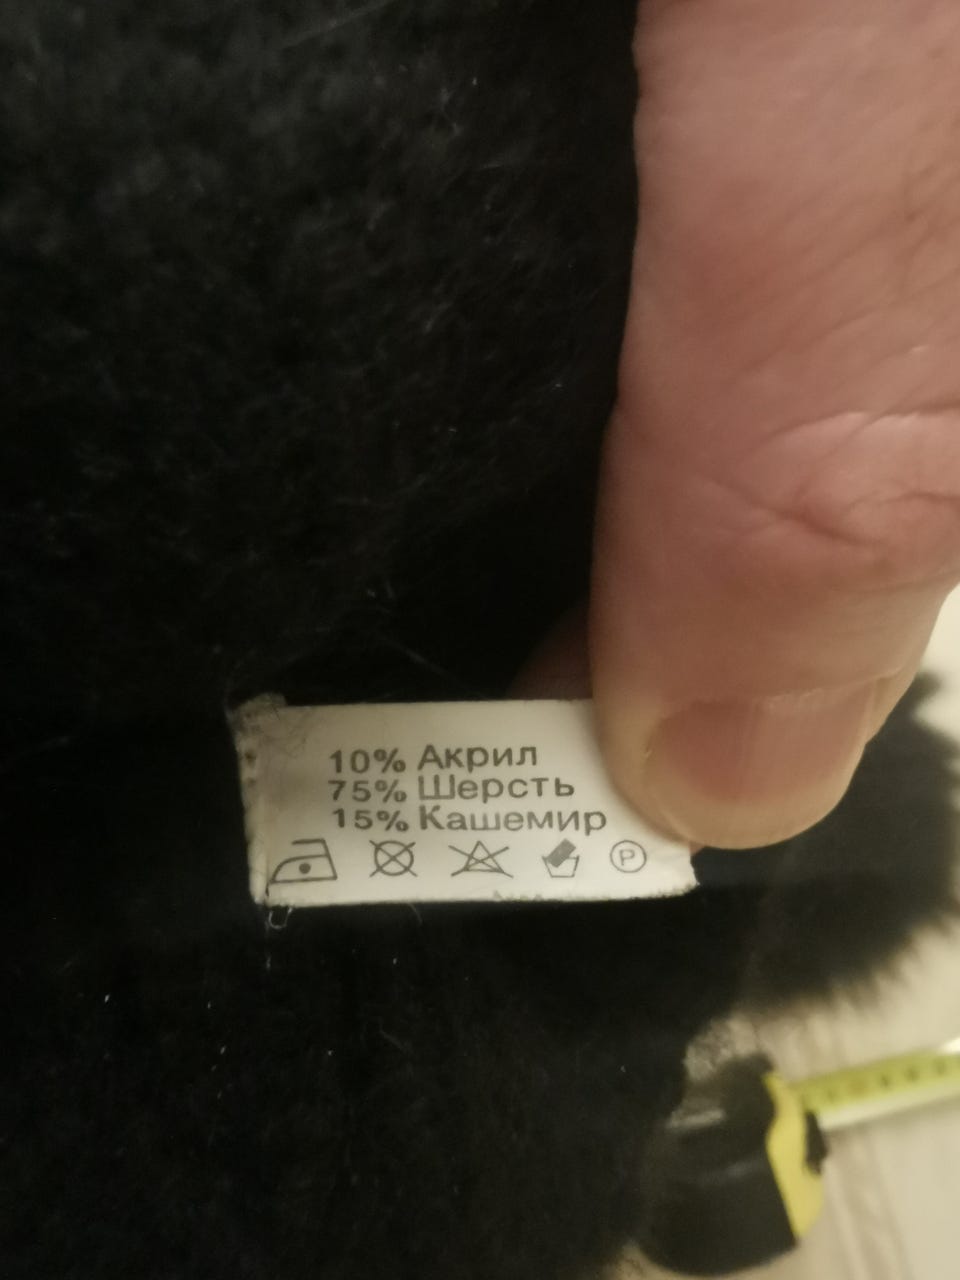 10% Акрил
75% Шерсть
15% Кашемир
P